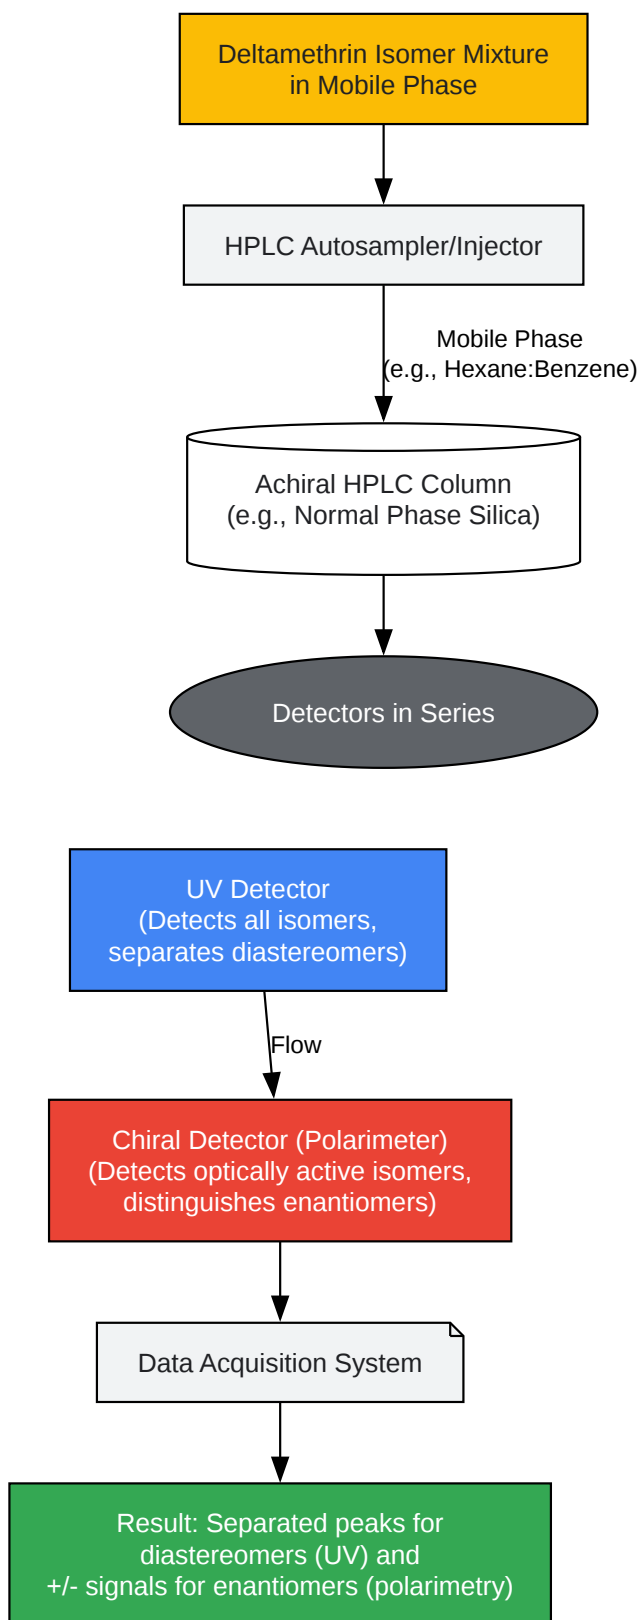 Deltamethrin Isomer Mixture
in Mobile Phase
HPLC Autosampler/Injector
Mobile Phase
(e.g., Hexane:Benzene)
Achiral HPLC Column
(e.g., Normal Phase Silica)
Detectors in Series
UV Detector
(Detects all isomers,
separates diastereomers)
Flow
Chiral Detector (Polarimeter)
(Detects optically active isomers,
distinguishes enantiomers)
Data Acquisition System
Result: Separated peaks for
diastereomers (UV) and
+/- signals for enantiomers (polarimetry)